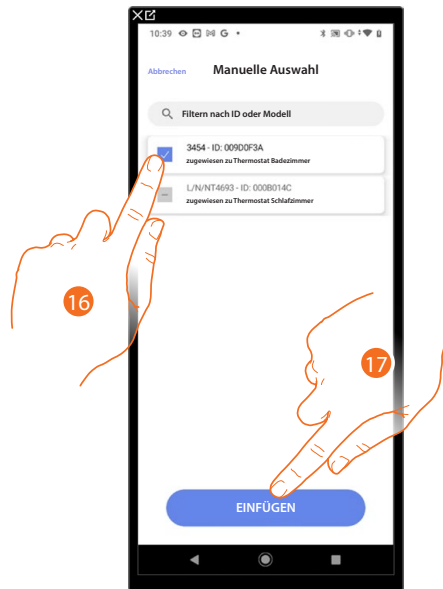 10:39 G
Abbrechen Manuelle Auswahl
Filtern nach ID oder Modell
3454 - ID: 009D0F3A
zugewiesen zu Thermostat Badezimmer
L/N/NT4693 - ID: 000B014C
zugewiesen zu Thermostat Schlafzimmer
16
17
EINFÜGEN